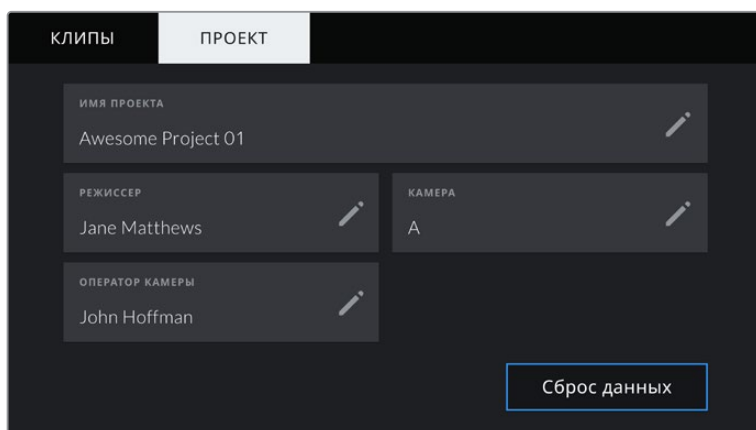 КЛИПЫ ПРОЕКТ
ИМЯ ПРОЕКТА
Awesome Project 01
РЕЖИССЕР КАМЕРА
Jane Matthews A
ОПЕРАТОР КАМЕРЫ
John Hoffman
Сброс данных